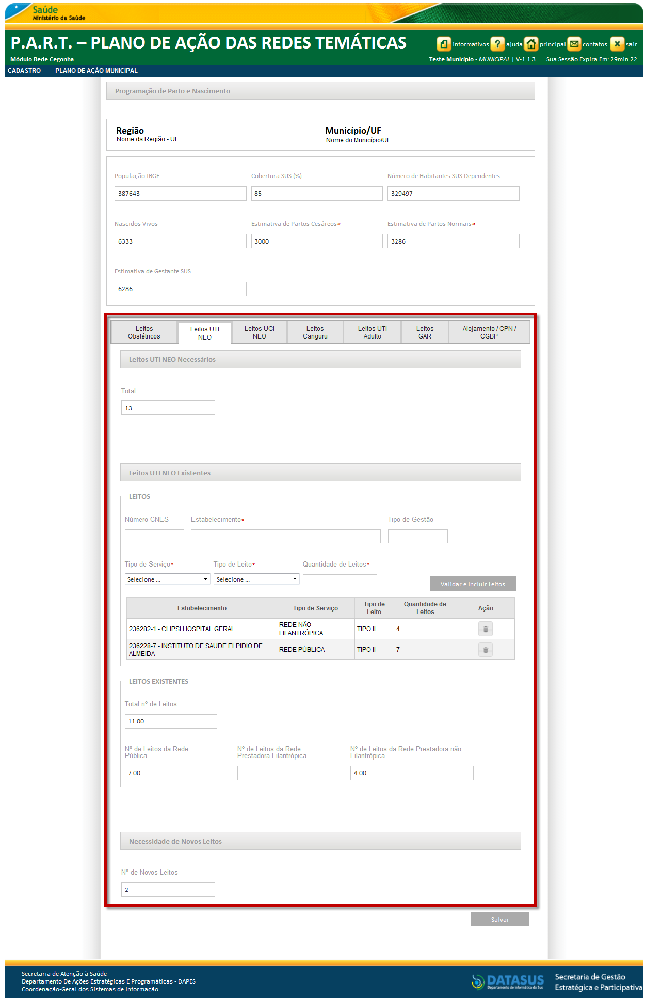 Saúde
Ministério da Saúde
P.A.R.T. – PLANO DE AÇÃO DAS REDES TEMÁTICAS
informativos ? ajuda principal contatos sair
Módulo Rede Cegonha
Teste Município - MUNICIPAL | V-1.1.3 Sua Sessão Expira Em: 29min 22
CADASTRO PLANO DE AÇÃO MUNICIPAL
Programação de Parto e Nascimento
Região Município/UF
Nome da Região - UF Nome do Município/UF
População IBGE Cobertura SUS (%) Número de Habitantes SUS Dependentes
387643 85 329497
Nascidos Vivos Estimativa de Partos Cesáreos* Estimativa de Partos Normais*
6333 3000 3286
Estimativa de Gestante SUS
6286
Leitos Obstétricos
Leitos UTI NEO
Leitos UCI NEO
Leitos Canguru
Leitos UTI Adulto
Leitos GAR
Alojamento / CPN / CGBP
Leitos UTI NEO Necessários
Total
13
Leitos UTI NEO Existentes
LEITOS
Número CNES Estabelecimento* Tipo de Gestão
Tipo de Serviço* Tipo de Leito* Quantidade de Leitos*
Selecione ... Selecione ...
Validar e Incluir Leitos
Estabelecimento Tipo de Serviço Tipo de Leito Quantidade de Leitos Ação
236282-1 - CLIPSI HOSPITAL GERAL REDE NÃO FILANTRÓPICA TIPO II 4
236228-7 - INSTITUTO DE SAUDE ELPIDIO DE ALMEIDA REDE PÚBLICA TIPO II 7
LEITOS EXISTENTES
Total nº de Leitos
11.00
Nº de Leitos da Rede Pública
Nº de Leitos da Rede Prestadora Filantrópica
Nº de Leitos da Rede Prestadora não Filantrópica
7.00 4.00
Necessidade de Novos Leitos
Nº de Novos Leitos
2
Salvar
Secretaria de Atenção à Saúde
Departamento De Ações Estratégicas E Programáticas - DAPES
Coordenação-Geral dos Sistemas de Informação
DATASUS
Departamento de Informática do Sus
Secretaria de Gestão
Estratégica e Participativa